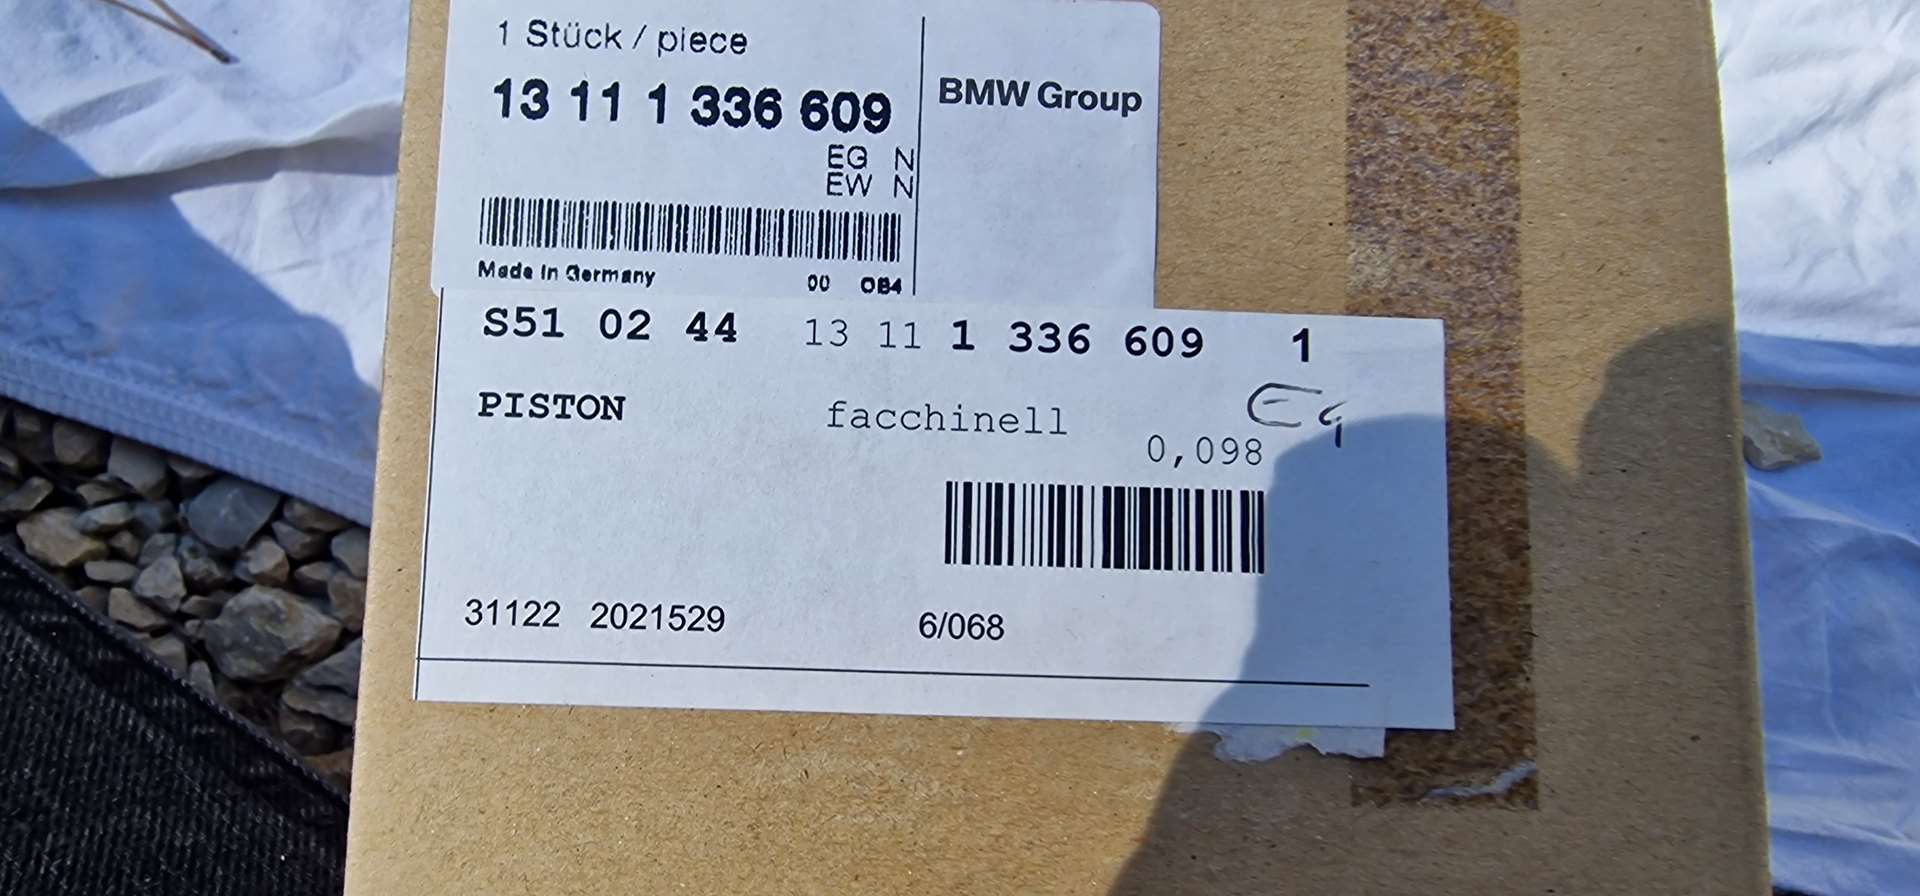 1 Stück / piece
13 11 1 336 609
BMW Group
EG N
EW N
Made In Germany 00 OB4
S51 02 44 13 11 1 336 609 1
PISTON facchinell
0,098
31122 2021529 6/068